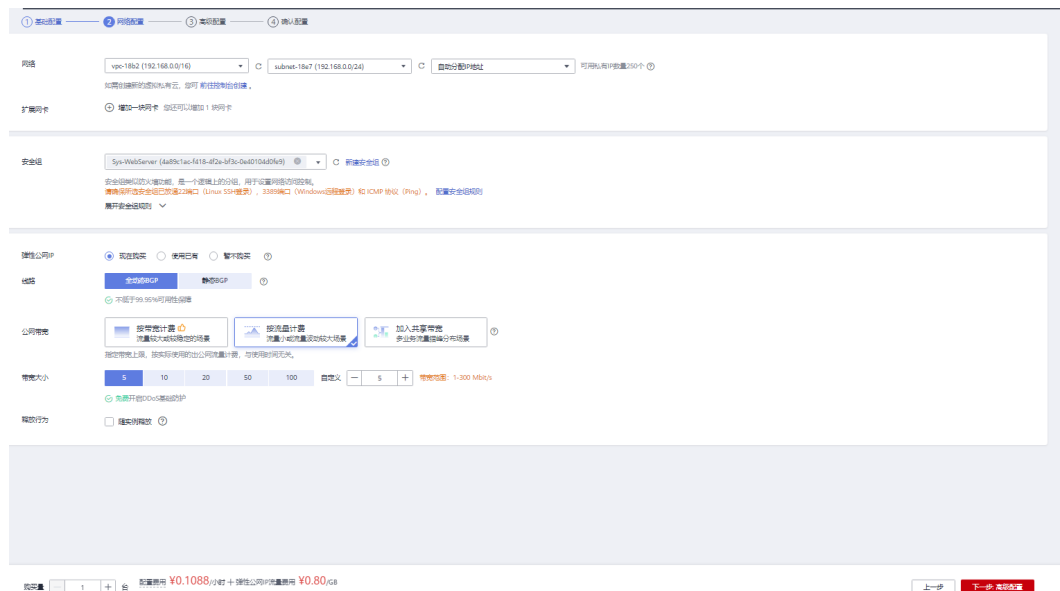 1 基础配置 2 网络配置 3 高级配置 4 确认配置
网络 vpc-18b2 (192.168.0.0/16) subnet-18e7 (192.168.0.0/24) 自动分配IP地址 可用私有IP数量250个 ?
如需创建新的虚拟私有云，您可 前往控制台创建 。
扩展网卡 增加一块网卡 您还可以增加 1 块网卡
安全组 Sys-WebServer (4a89c1ac-f418-4f2e-bf3c-0e40104d0fe9) 新建安全组 ?
安全组类似防火墙功能，是一个逻辑上的分组，用于设置网络访问控制。
请确保所选安全组已放通22端口（Linux SSH登录），3389端口（Windows远程登录）和 ICMP 协议（Ping）。 配置安全组规则
展开安全组规则
弹性公网IP 现在购买 使用已有 暂不购买 ?
线路 全动态BGP 静态BGP ?
不低于99.95%可用性保障
公网带宽 按带宽计费 按流量计费 加入共享带宽 ?
流量较大或较稳定的场景 流量小或流量波动较大场景 多业务流量错峰分布场景
指定带宽上限，按实际使用的出公网流量计费，与使用时间无关。
带宽大小 5 10 20 50 100 自定义 − 5 + 带宽范围：1-300 Mbit/s
免费开启DDoS基础防护
释放行为 随实例释放 ?
购买量 − 1 + 台 配置费用 ¥0.1088/小时 + 弹性公网IP流量费用 ¥0.80/GB 上一步 下一步: 高级配置